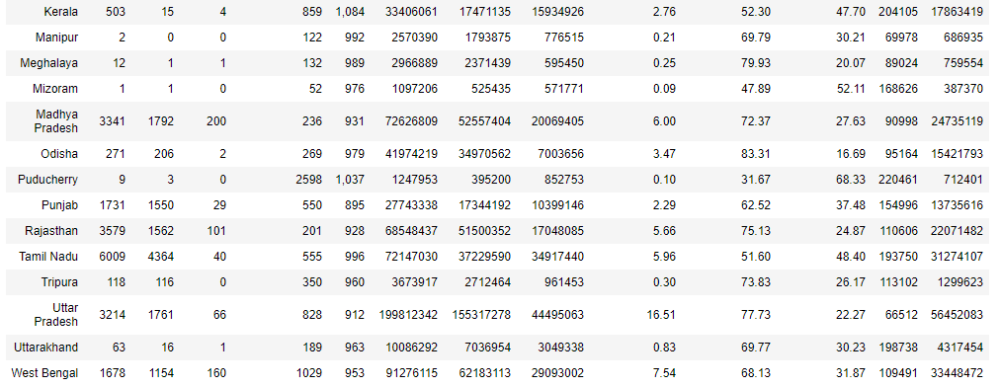 Kerala 503 15 4 859 1,084 33406061 17471135 15934926 2.76 52.30 47.70 204105 17863419
Manipur 2 0 0 122 992 2570390 1793875 776515 0.21 69.79 30.21 69978 686935
Meghalaya 12 1 1 132 989 2966889 2371439 595450 0.25 79.93 20.07 89024 759554
Mizoram 1 1 0 52 976 1097206 525435 571771 0.09 47.89 52.11 168626 387370
Madhya
Pradesh 3341 1792 200 236 931 72626809 52557404 20069405 6.00 72.37 27.63 90998 24735119
Odisha 271 206 2 269 979 41974219 34970562 7003656 3.47 83.31 16.69 95164 15421793
Puducherry 9 3 0 2598 1,037 1247953 395200 852753 0.10 31.67 68.33 220461 712401
Punjab 1731 1550 29 550 895 27743338 17344192 10399146 2.29 62.52 37.48 154996 13735616
Rajasthan 3579 1562 101 201 928 68548437 51500352 17048085 5.66 75.13 24.87 110606 22071482
Tamil Nadu 6009 4364 40 555 996 72147030 37229590 34917440 5.96 51.60 48.40 193750 31274107
Tripura 118 116 0 350 960 3673917 2712464 961453 0.30 73.83 26.17 113102 1299623
Uttar
Pradesh 3214 1761 66 828 912 199812342 155317278 44495063 16.51 77.73 22.27 66512 56452083
Uttarakhand 63 16 1 189 963 10086292 7036954 3049338 0.83 69.77 30.23 198738 4317454
West Bengal 1678 1154 160 1029 953 91276115 62183113 29093002 7.54 68.13 31.87 109491 33448472